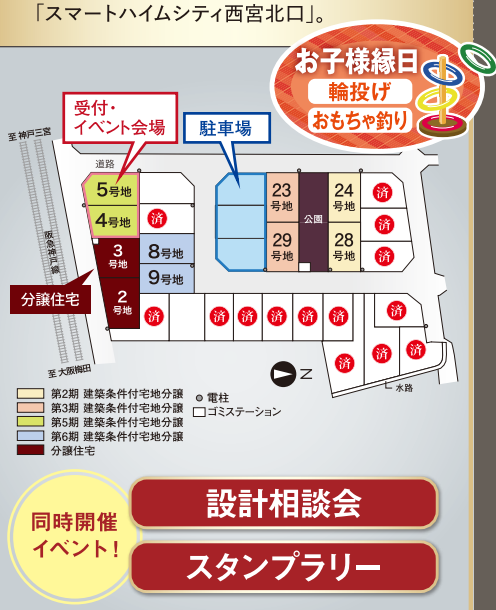 「スマートハイムシティ西宮北口」。
お子様縁日
輪投げ
おもちゃ釣り
受付・
イベント会場
駐車場
至 神戸三宮
道路
阪急神戸線
至 大阪梅田
5号地
4号地
済
3
号地
2
号地
8号地
9号地
分譲住宅
23
号地
29
号地
公園
24
号地
28
号地
済
済
済
済
済
済
済
済
済
済
済
済
済
水路
N
第2期 建築条件付宅地分譲
第3期 建築条件付宅地分譲
第5期 建築条件付宅地分譲
第6期 建築条件付宅地分譲
分譲住宅
電柱
ゴミステーション
同時開催
イベント!
設計相談会
スタンプラリー